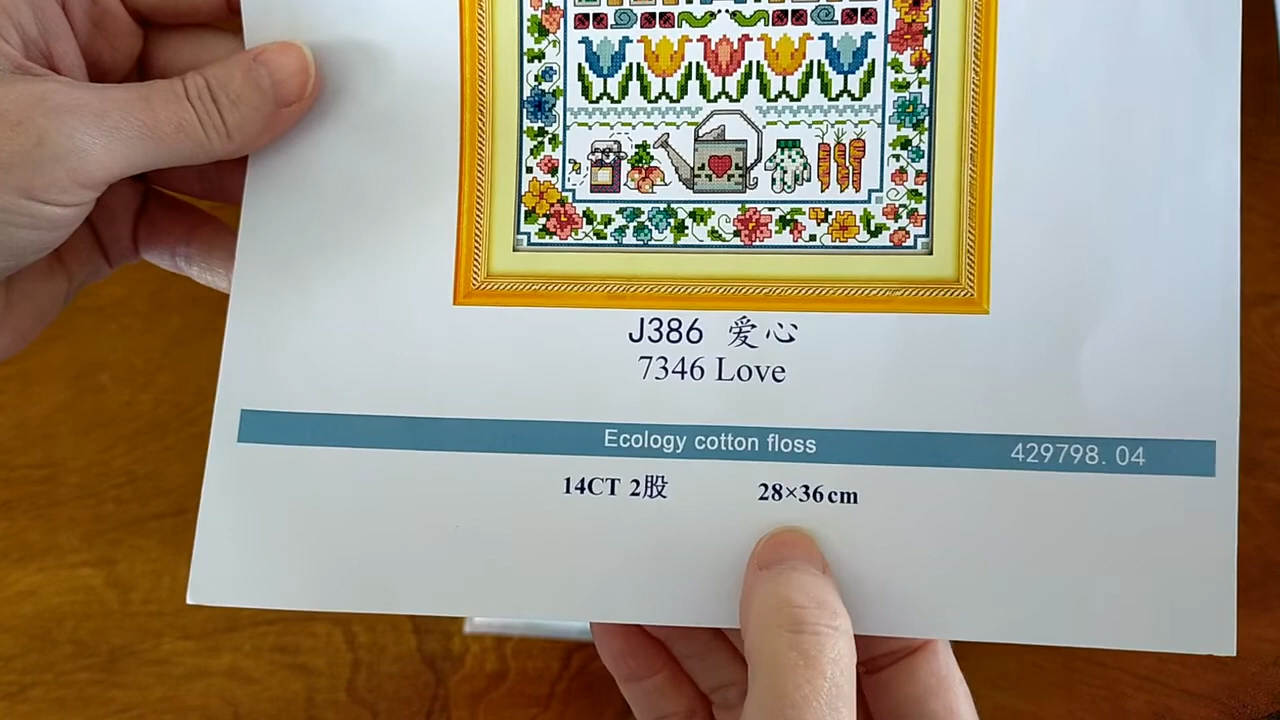 J386 爱心
7346 Love
Ecology cotton floss 429798.04
14CT 2股 28×36cm